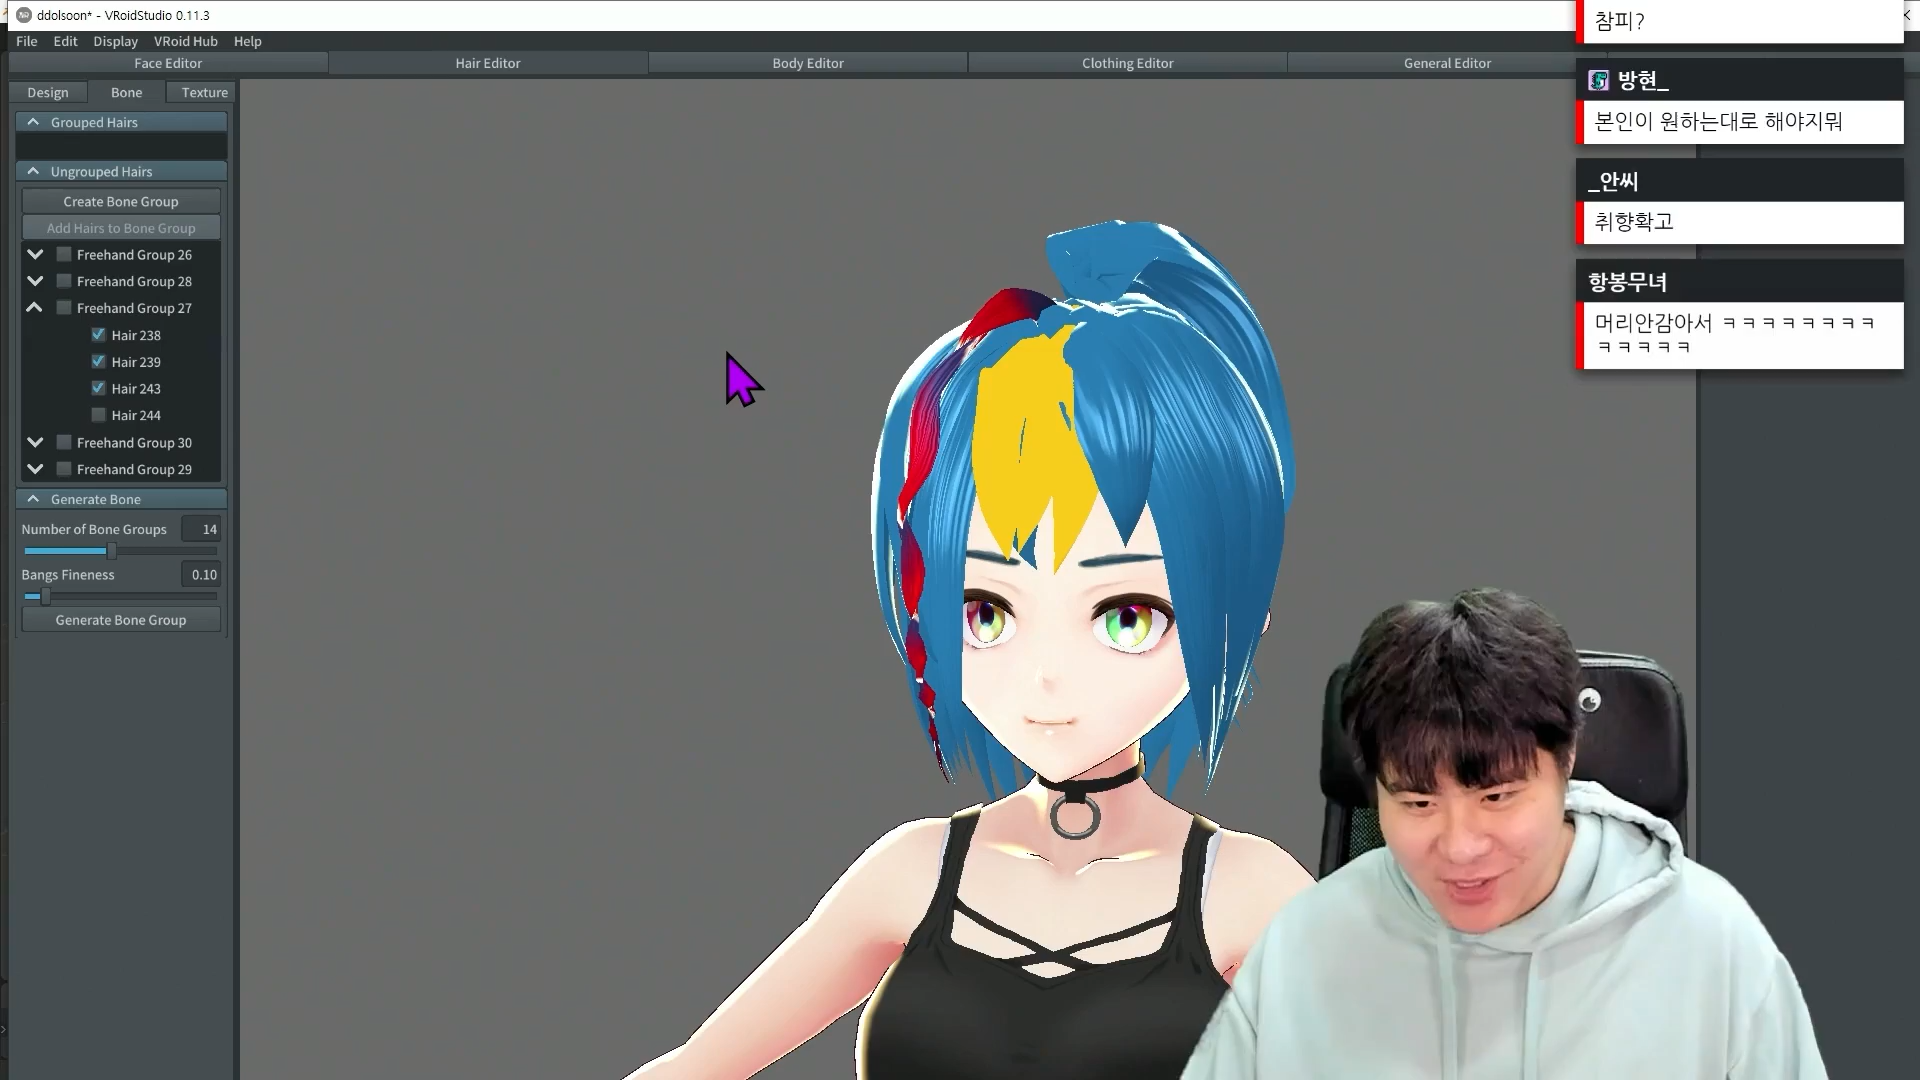 ddolsoon* - VRoidStudio 0.11.3
File Edit Display VRoid Hub Help
Face Editor Hair Editor Body Editor Clothing Editor General Editor
Design Bone Texture
Grouped Hairs
Ungrouped Hairs
Create Bone Group
Add Hairs to Bone Group
Freehand Group 26
Freehand Group 28
Freehand Group 27
Hair 238
Hair 239
Hair 243
Hair 244
Freehand Group 30
Freehand Group 29
Generate Bone
Number of Bone Groups 14
Bangs Fineness 0.10
Generate Bone Group
참피?
방현_
본인이 원하는대로 해야지뭐
_안씨
취향확고
항봉무녀
머리안감아서 ㅋㅋㅋㅋㅋㅋㅋㅋ
ㅋㅋㅋㅋㅋ